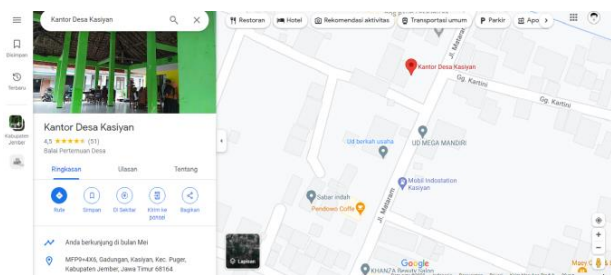 Kantor Desa Kasiyan
Restoran
Hotel
Rekomendasi aktivitas
Transportasi umum
Parkir
Apo
Disimpan
Terbaru
Kabupaten
Jember
Kantor Desa Kasiyan
4,5 ★★★★★ (51)
Balai Pertemuan Desa
Ringkasan
Ulasan
Tentang
Rute
Simpan
Di Sekitar
Kirim ke
ponsel
Bagikan
Anda berkunjung di bulan Mei
MFP9+4X6, Gadungan, Kasiyan, Kec. Puger,
Kabupaten Jember, Jawa Timur 68164
Jl. Mataram
Kantor Desa Kasiyan
Gg. Kartini
Gg. Kartini
Ud berkah usaha
UD MEGA MANDIRI
Mobil Indostation
Kasiyan
Sabar indah
Pendowo Coffe
Jl. Mataram
Lapisan
Google
KHANZA Beauty Salon